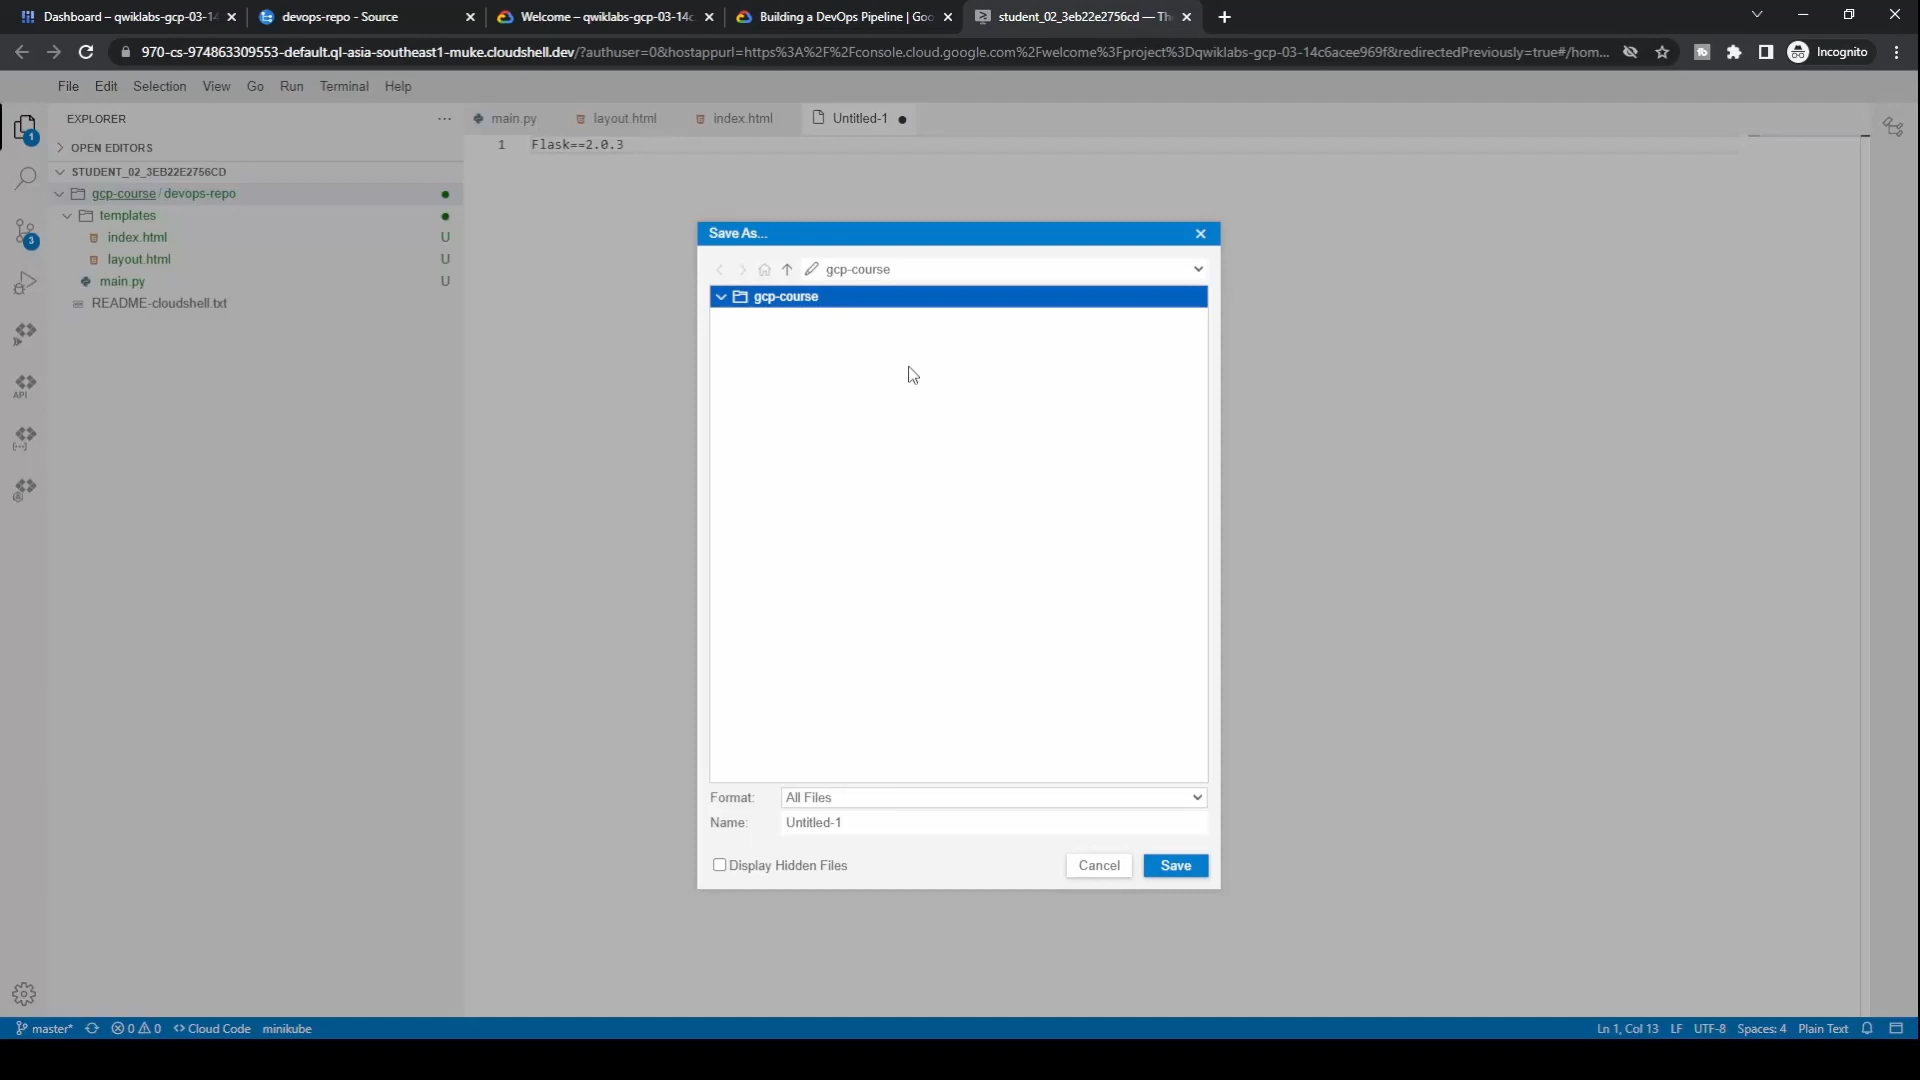 Dashboard – qwiklabs-gcp-03-14
devops-repo - Source
Welcome – qwiklabs-gcp-03-14c
Building a DevOps Pipeline | Goo
student_02_3eb22e2756cd — Th
970-cs-974863309553-default.ql-asia-southeast1-muke.cloudshell.dev/?authuser=0&hostappurl=https%3A%2F%2Fconsole.cloud.google.com%2Fwelcome%3Fproject%3Dqwiklabs-gcp-03-14c6acee969f&redirectedPreviously=true#/hom...
Incognito
File Edit Selection View Go Run Terminal Help
EXPLORER
main.py
layout.html
index.html
Untitled-1
1
OPEN EDITORS
1 Flask==2.0.3
STUDENT_02_3EB22E2756CD
gcp-course / devops-repo
templates
index.html U
layout.html U
main.py U
README-cloudshell.txt
3
API
Save As...
gcp-course
gcp-course
Format: All Files
Name: Untitled-1
Display Hidden Files
Cancel
Save
master* 0 0 Cloud Code minikube
Ln 1, Col 13 LF UTF-8 Spaces: 4 Plain Text